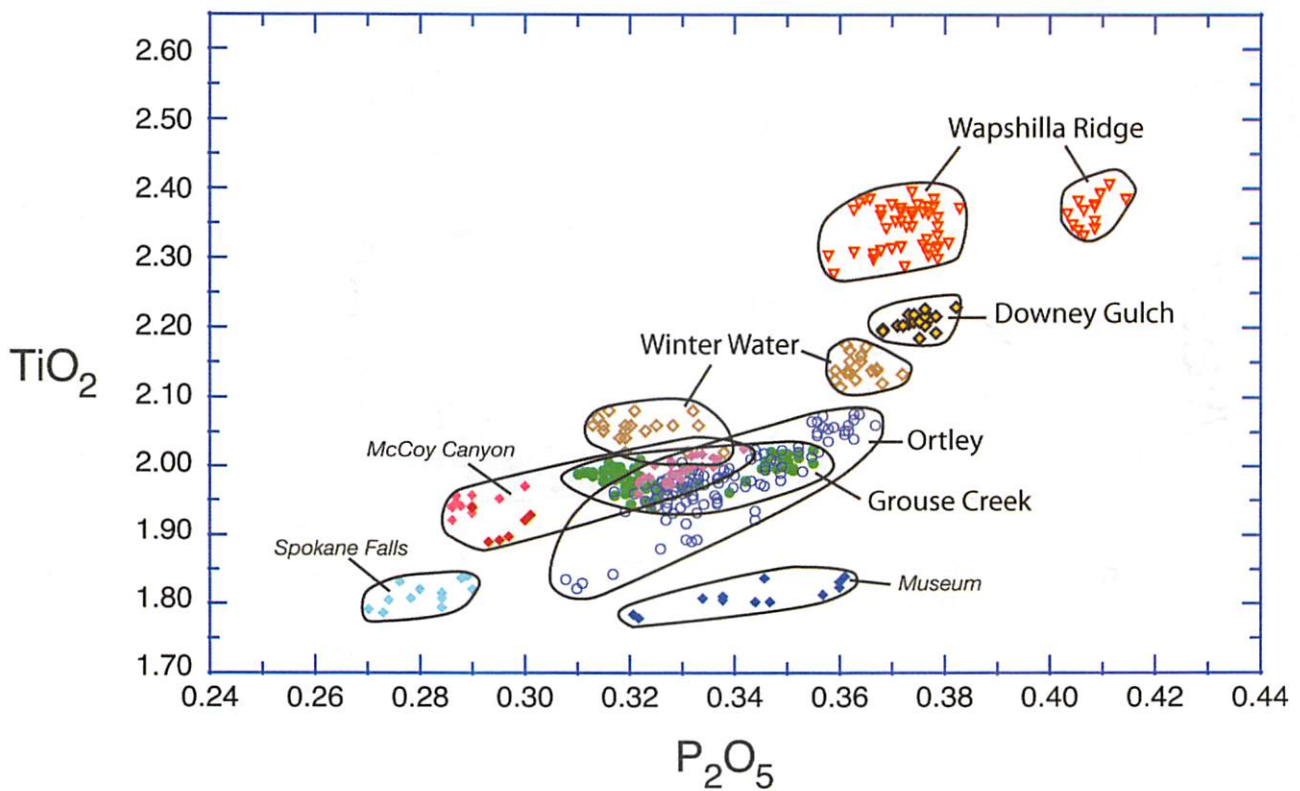 2.60
2.50
2.40
2.30
2.20
2.10
2.00
1.90
1.80
1.70
TiO2
Wapshilla Ridge
Downey Gulch
Winter Water
McCoy Canyon
Ortley
Grouse Creek
Spokane Falls
Museum
0.24 0.26 0.28 0.30 0.32 0.34 0.36 0.38 0.40 0.42 0.44
P2O5